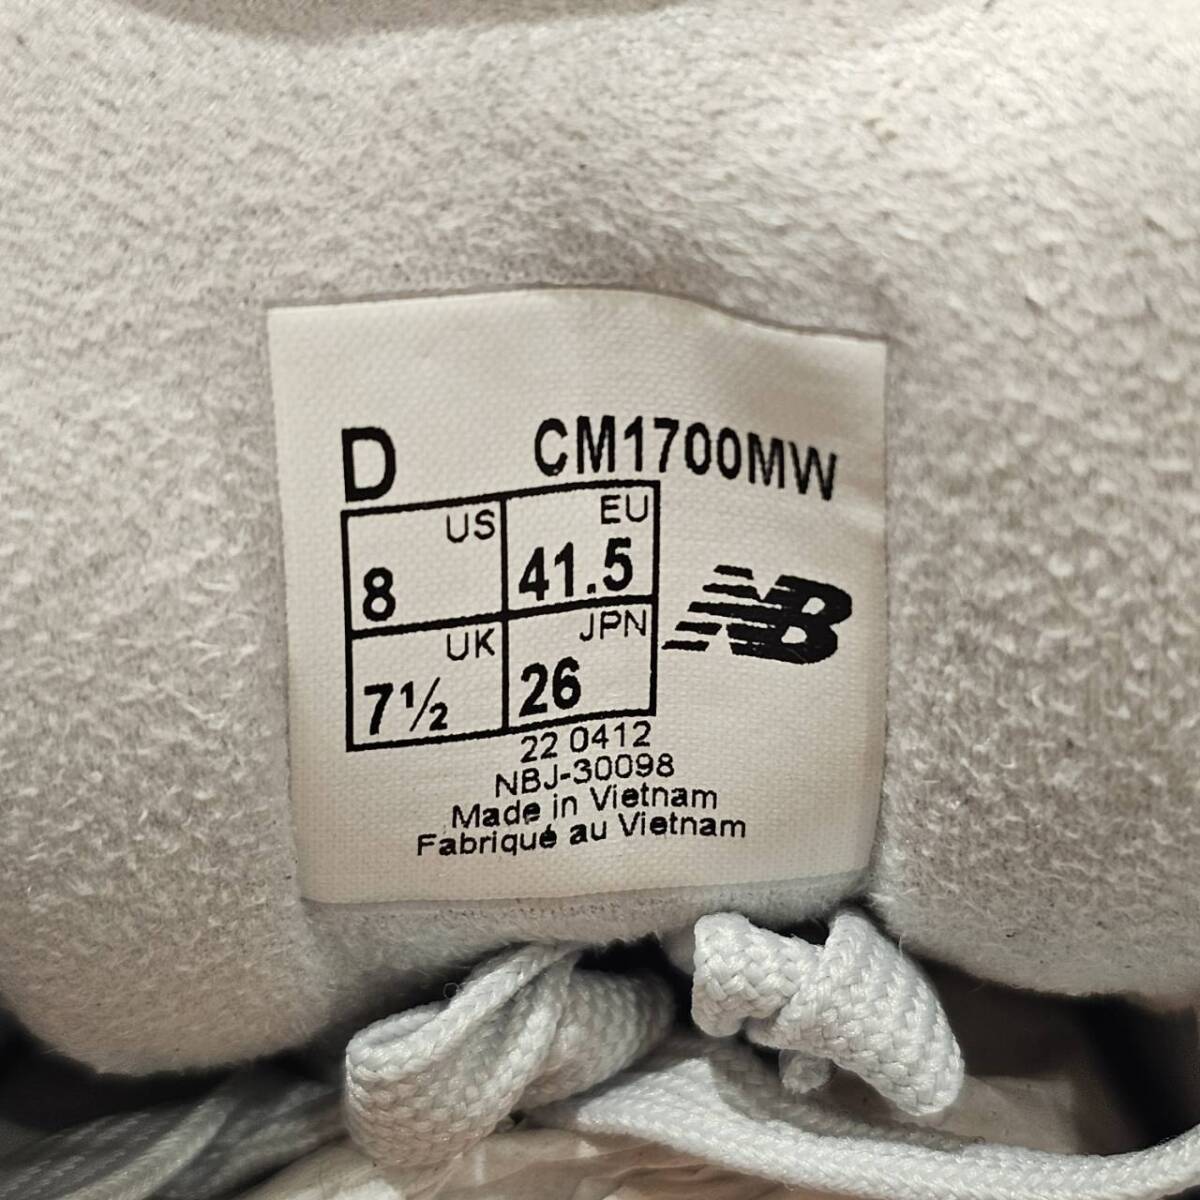 D CM1700MW
US EU
8 41.5
UK JPN
7½ 26
NB
22 0412
NBJ-30098
Made in Vietnam
Fabriqué au Vietnam